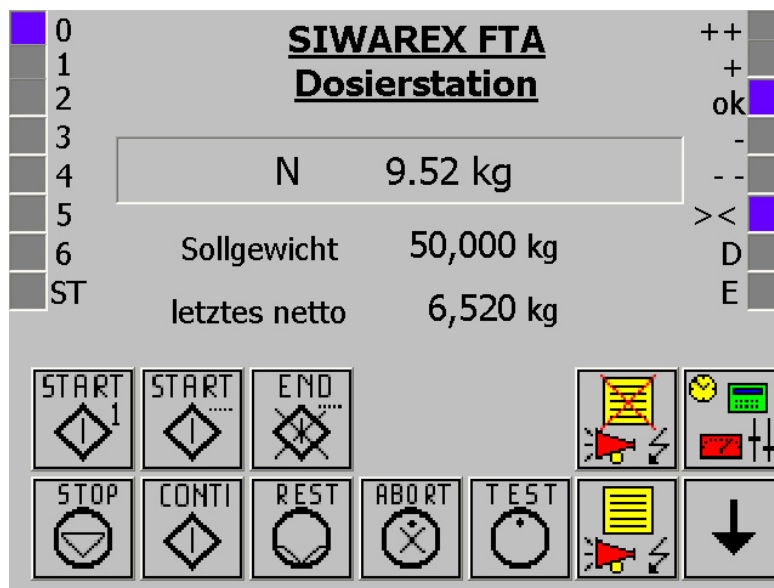 SIWAREX FTA
Dosierstation
0
1
2
3
4
5
6
ST
N 9.52 kg
Sollgewicht 50,000 kg
letztes netto 6,520 kg
++
+
ok
-
- -
><
D
E
START 1
START .....
END .....
STOP
CONTI
REST
ABORT
TEST